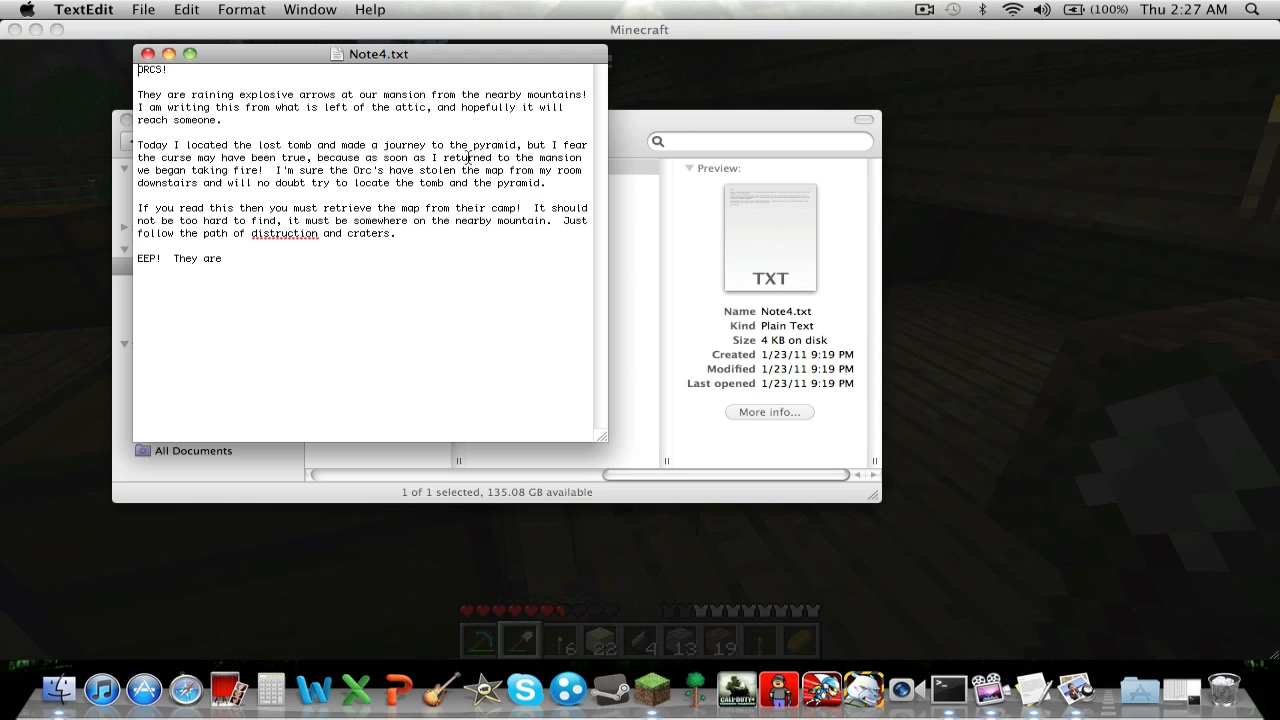 TextEdit File Edit Format Window Help (100%) Thu 2:27 AM
Minecraft
Note4.txt
ORCS!
They are raining explosive arrows at our mansion from the nearby mountains!
I am writing this from what is left of the attic, and hopefully it will
reach someone.
Today I located the lost tomb and made a journey to the pyramid, but I fear
the curse may have been true, because as soon as I returned to the mansion
we began taking fire!  I'm sure the Orc's have stolen the map from my room
downstairs and will no doubt try to locate the tomb and the pyramid.
If you read this then you must retrieve the map from their camp!  It should
not be too hard to find, it must be somewhere on the nearby mountain.  Just
follow the path of distruction and craters.
EEP!  They are
Preview:
TXT
Name Note4.txt
Kind Plain Text
Size 4 KB on disk
Created 1/23/11 9:19 PM
Modified 1/23/11 9:19 PM
Last opened 1/23/11 9:19 PM
More info...
All Documents
1 of 1 selected, 135.08 GB available
6 22 4 13 19